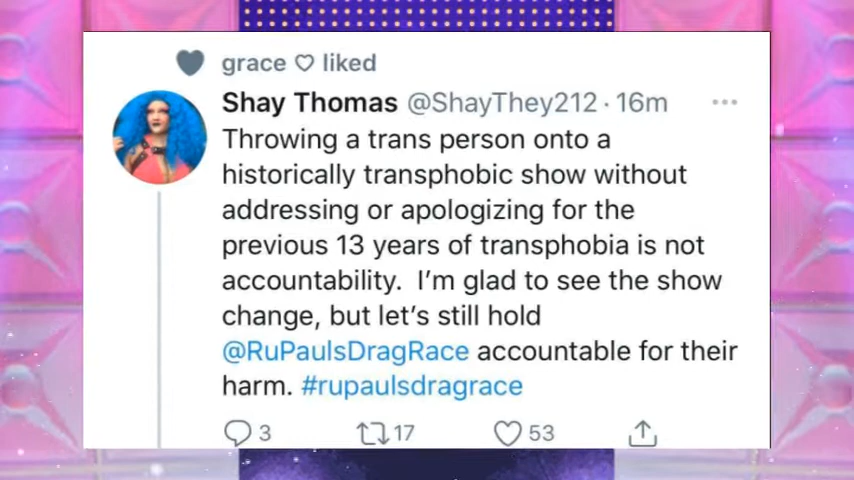 grace ♡ liked
Shay Thomas @ShayThey212 · 16m
Throwing a trans person onto a
historically transphobic show without
addressing or apologizing for the
previous 13 years of transphobia is not
accountability.  I'm glad to see the show
change, but let's still hold
@RuPaulsDragRace accountable for their
harm. #rupaulsdragrace
3 17 53